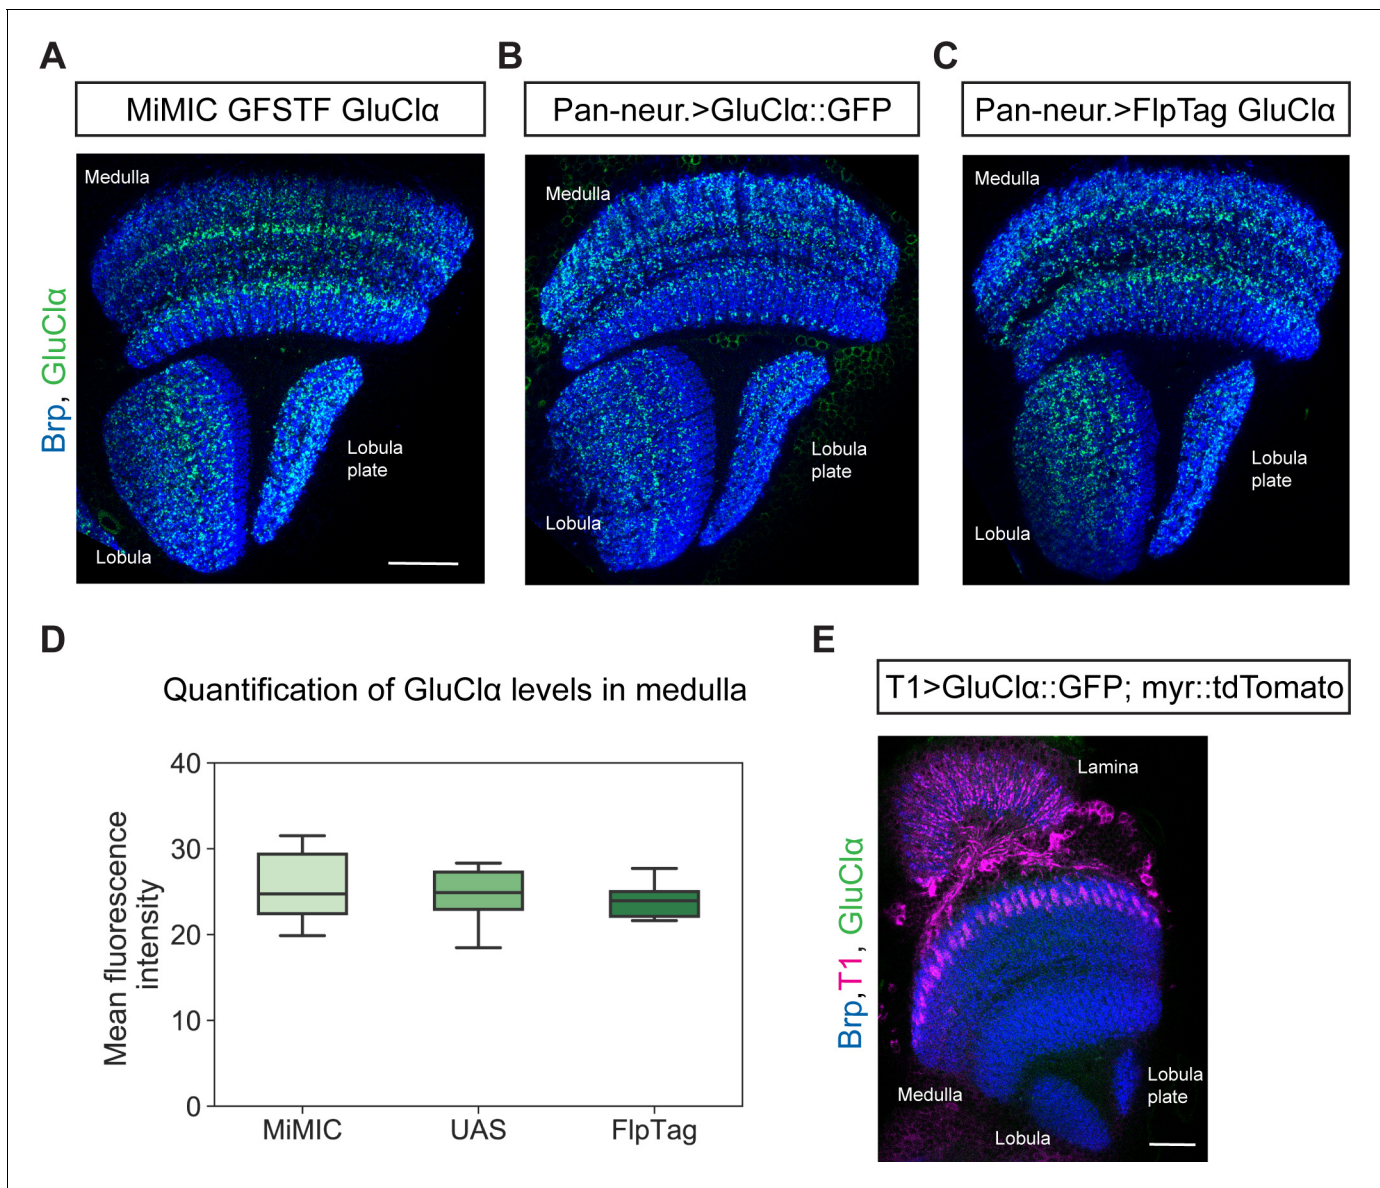 A
MiMIC GFSTF GluClα
Medulla
Lobula
plate
Lobula
Brp, GluClα
B
Pan-neur.>GluClα::GFP
Medulla
Lobula
plate
Lobula
C
Pan-neur.>FlpTag GluClα
Medulla
Lobula
plate
Lobula
D
Quantification of GluClα levels in medulla
Mean fluorescence
intensity
40
30
20
10
0
MiMIC
UAS
FlpTag
E
T1>GluClα::GFP; myr::tdTomato
Brp,T1, GluClα
Lamina
Medulla
Lobula
plate
Lobula